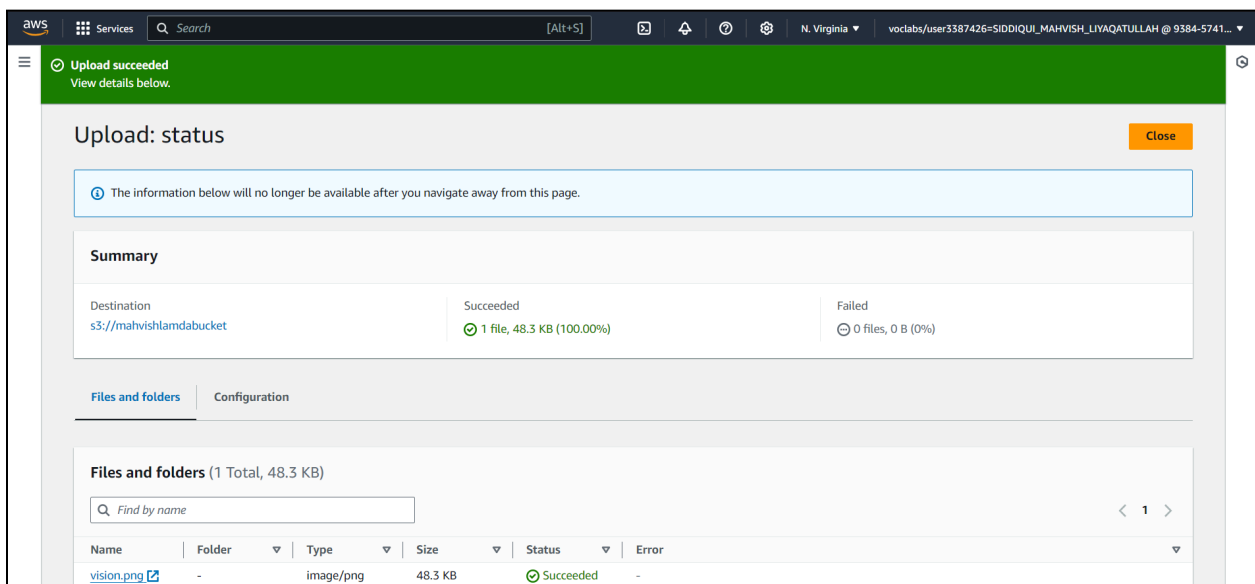 aws Services Search [Alt+S] N. Virginia voclabs/user3387426=SIDDIQUI_MAHVISH_LIYAQATULLAH @ 9384-5741...
Upload succeeded
View details below.
Upload: status
Close
The information below will no longer be available after you navigate away from this page.
Summary
Destination Succeeded Failed
s3://mahvishlamdabucket 1 file, 48.3 KB (100.00%) 0 files, 0 B (0%)
Files and folders Configuration
Files and folders (1 Total, 48.3 KB)
Find by name 1
Name Folder Type Size Status Error
vision.png - image/png 48.3 KB Succeeded -